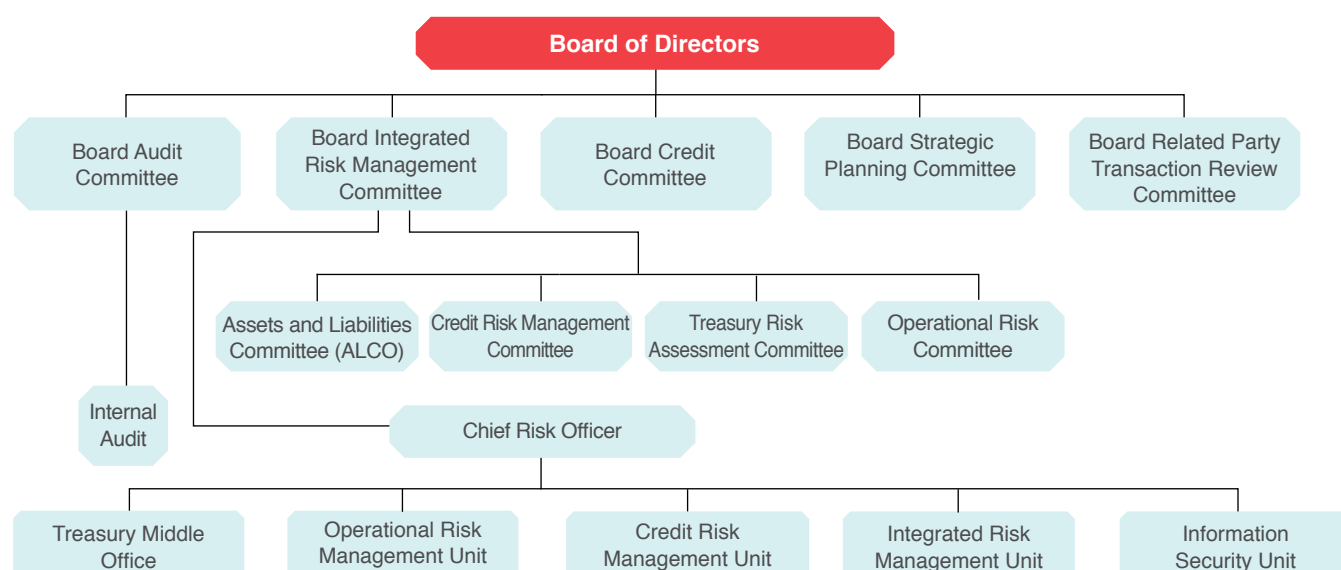 Board of Directors
Board Audit
Committee
Board Integrated
Risk Management
Committee
Board Credit
Committee
Board Strategic
Planning Committee
Board Related Party
Transaction Review
Committee
Assets and Liabilities
Committee (ALCO)
Credit Risk Management
Committee
Treasury Risk
Assessment Committee
Operational Risk
Committee
Internal
Audit
Chief Risk Officer
Treasury Middle
Office
Operational Risk
Management Unit
Credit Risk
Management Unit
Integrated Risk
Management Unit
Information
Security Unit